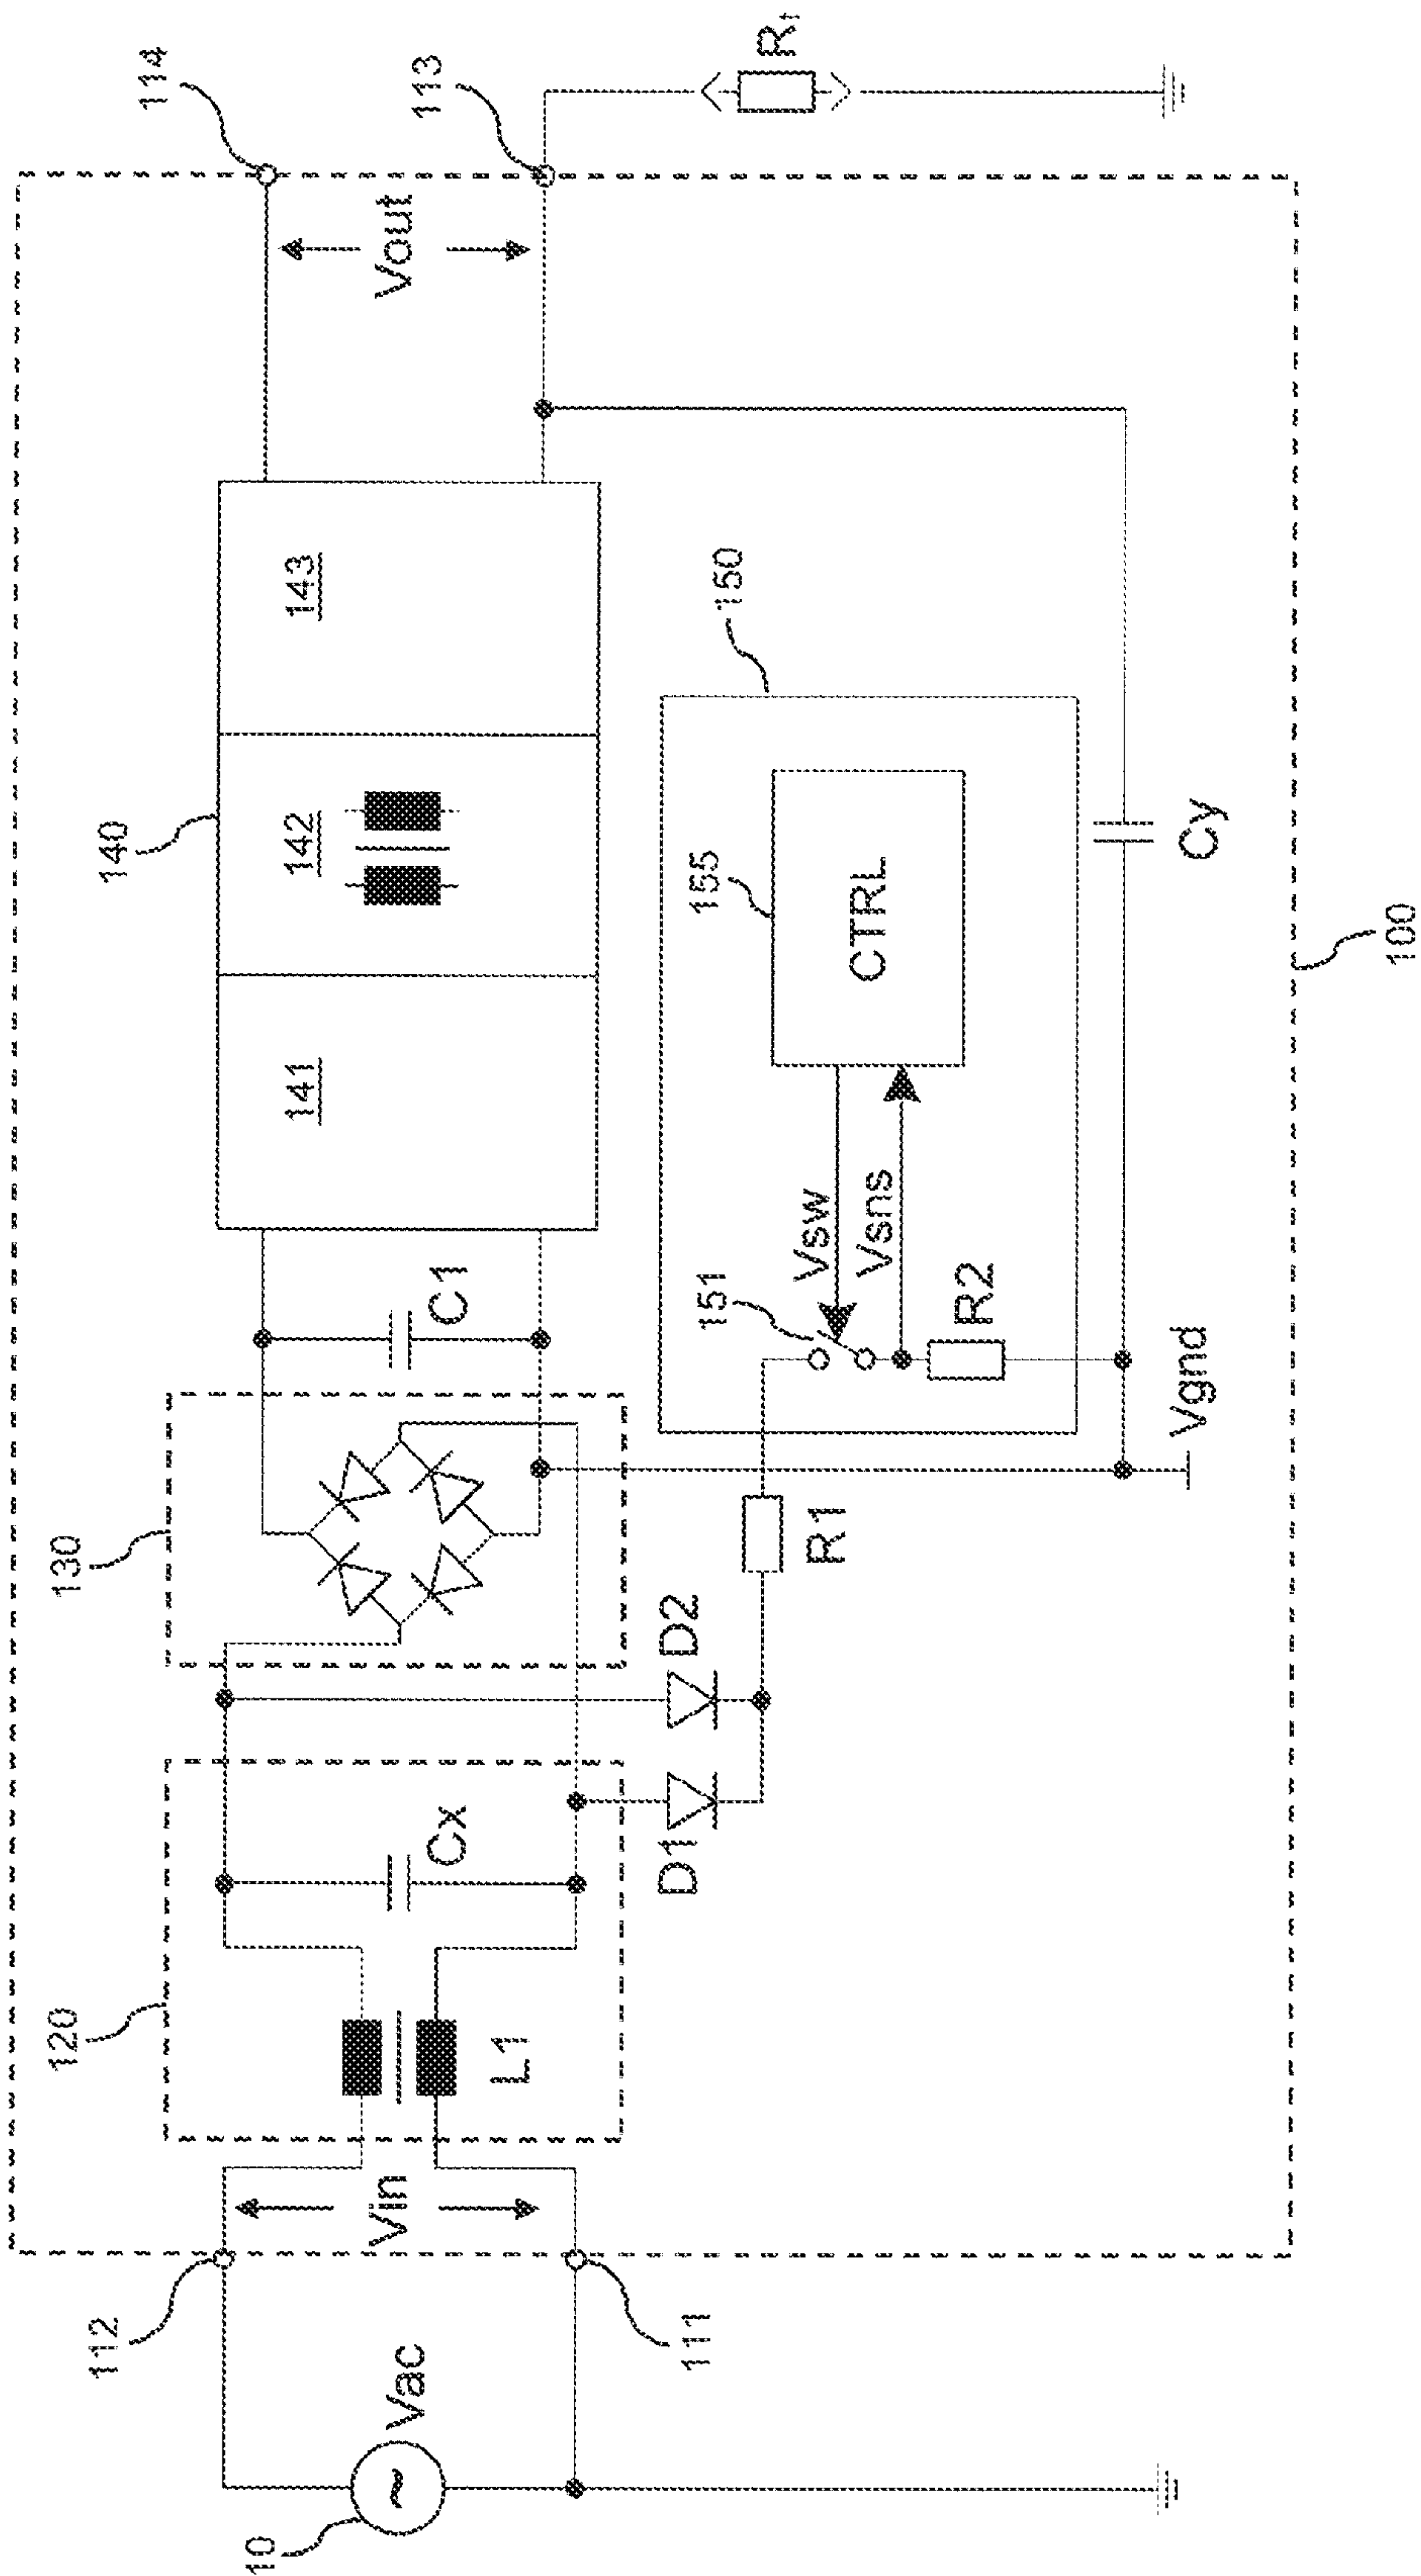 114
113
Rt
Vout
140
141
142
143
150
155
CTRL
Vsw
Vsns
151
R2
Cy
C1
130
Vgnd
R1
D2
D1
120
Cx
L1
Vin
112
111
Vac
10
100